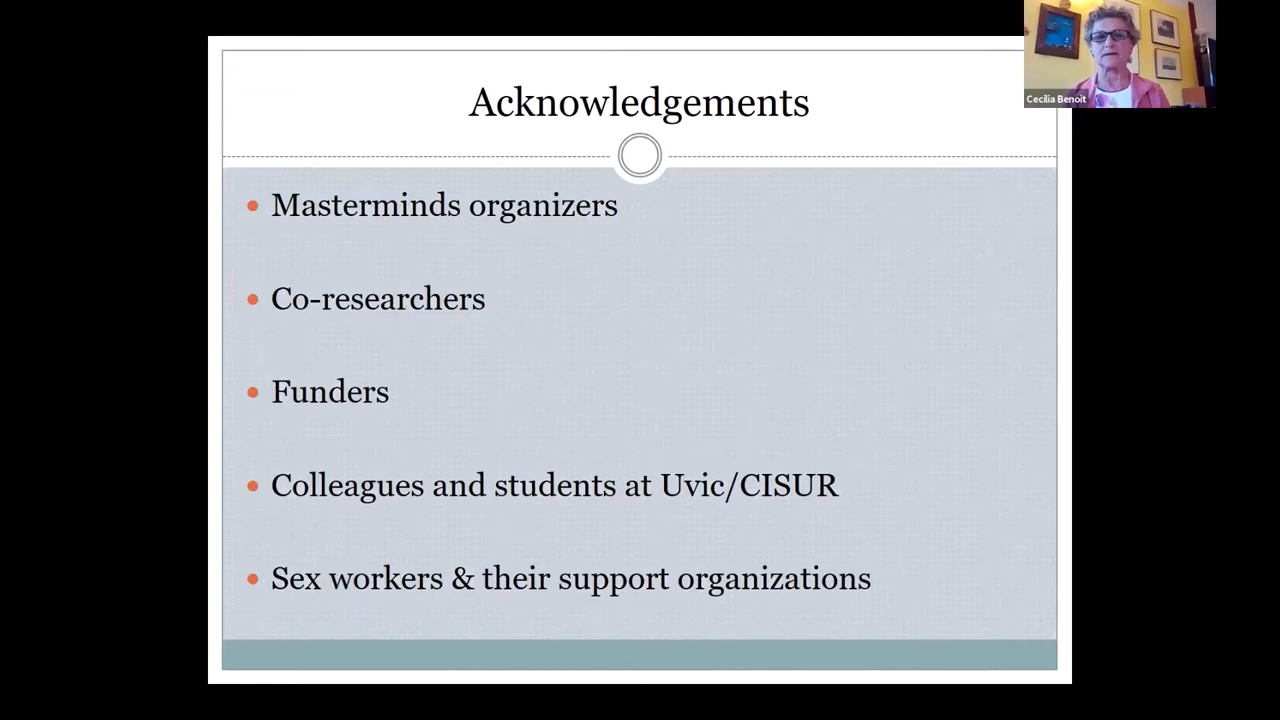 Acknowledgements
Cecilia Benoit
Masterminds organizers
Co-researchers
Funders
Colleagues and students at Uvic/CISUR
Sex workers & their support organizations